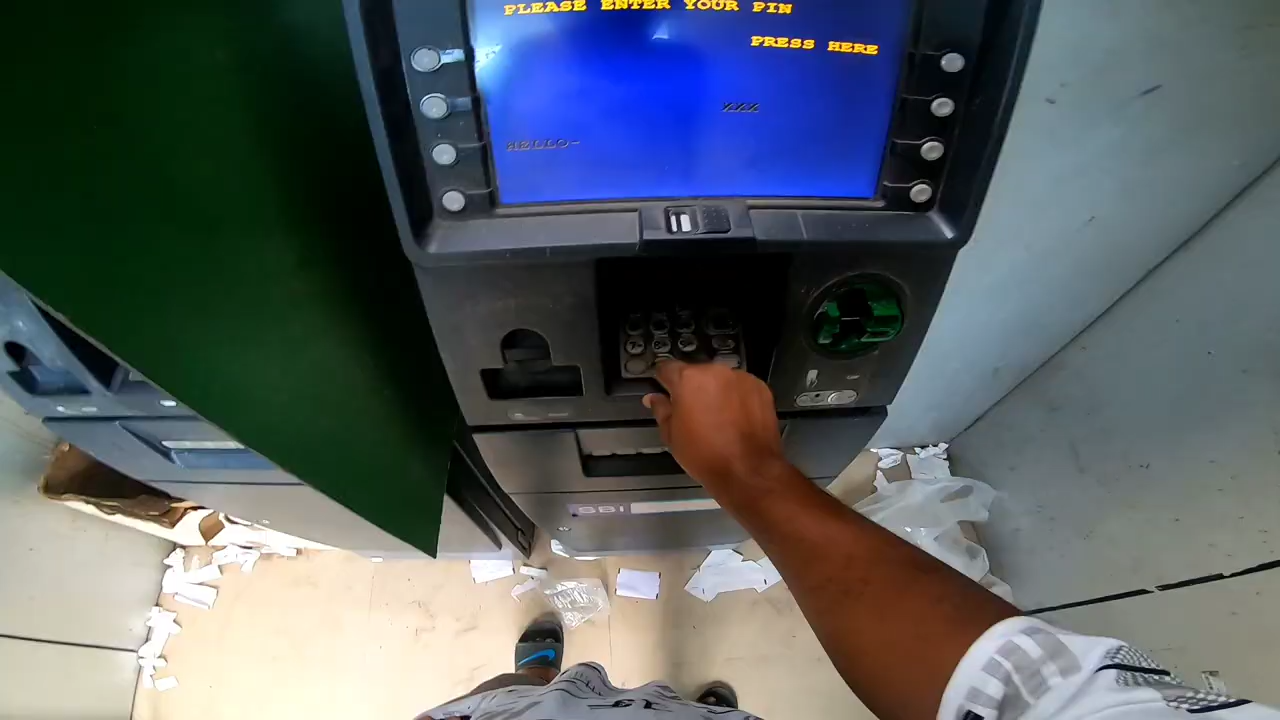 PLEASE ENTER YOUR PIN
PRESS HERE
XXX
HELLO-
SBI